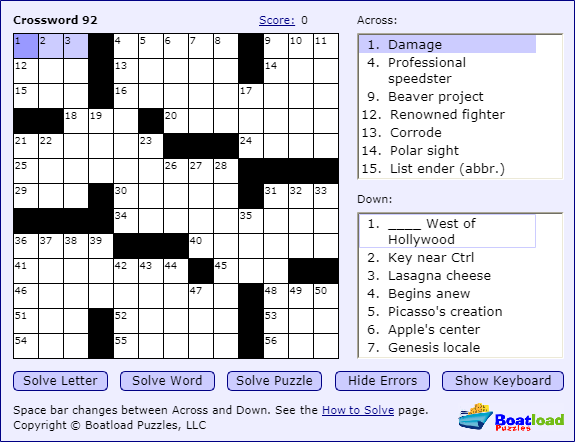 Crossword 92
Score: 0
1 2 3 4 5 6 7 8 9 10 11
12 13 14
15 16 17
18 19 20
21 22 23 24
25 26 27 28
29 30 31 32 33
34 35
36 37 38 39 40
41 42 43 44 45
46 47 48 49 50
51 52 53
54 55 56
Across:
1. Damage
4. Professional
speedster
9. Beaver project
12. Renowned fighter
13. Corrode
14. Polar sight
15. List ender (abbr.)
Down:
1. ____ West of
Hollywood
2. Key near Ctrl
3. Lasagna cheese
4. Begins anew
5. Picasso's creation
6. Apple's center
7. Genesis locale
Solve Letter
Solve Word
Solve Puzzle
Hide Errors
Show Keyboard
Space bar changes between Across and Down. See the How to Solve page.
Copyright © Boatload Puzzles, LLC
Boatload
Puzzles